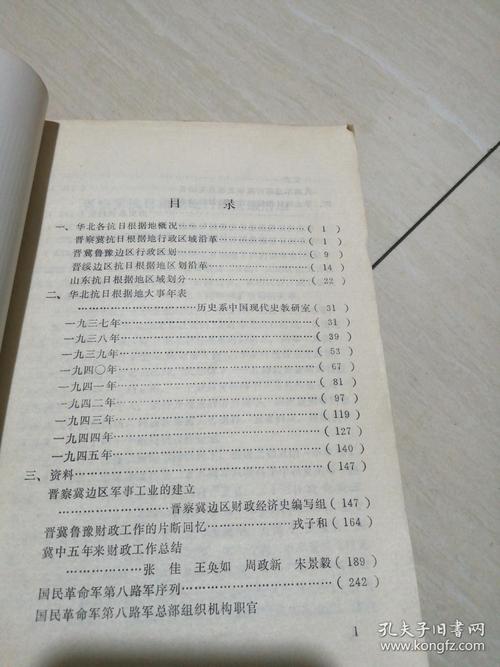 目 录
一、华北各抗日根据地概况……………………( 1 )
晋察冀抗日根据地行政区域沿革………………( 1 )
晋冀鲁豫边区行政区划…………………………( 9 )
晋绥边区抗日根据地区划沿革…………………( 14 )
山东抗日根据地区域划分………………………( 22 )
二、华北抗日根据地大事年表
……………………历史系中国现代史教研室( 31 )
一九三七年………………………………………( 31 )
一九三八年………………………………………( 39 )
一九三九年………………………………………( 53 )
一九四〇年………………………………………( 67 )
一九四一年………………………………………( 81 )
一九四二年………………………………………( 97 )
一九四三年………………………………………( 119 )
一九四四年………………………………………( 127 )
一九四五年………………………………………( 140 )
三、资料…………………………………………( 147 )
晋察冀边区军事工业的建立
……………………晋察冀边区财政经济史编写组( 147 )
晋冀鲁豫财政工作的片断回忆…………戎子和( 164 )
冀中五年来财政工作总结
……………张 佳 王奂如 周政新 宋景毅( 189 )
国民革命军第八路军序列………………………( 242 )
国民革命军第八路军总部组织机构职官
1
孔夫子旧书网
www.kongfz.com